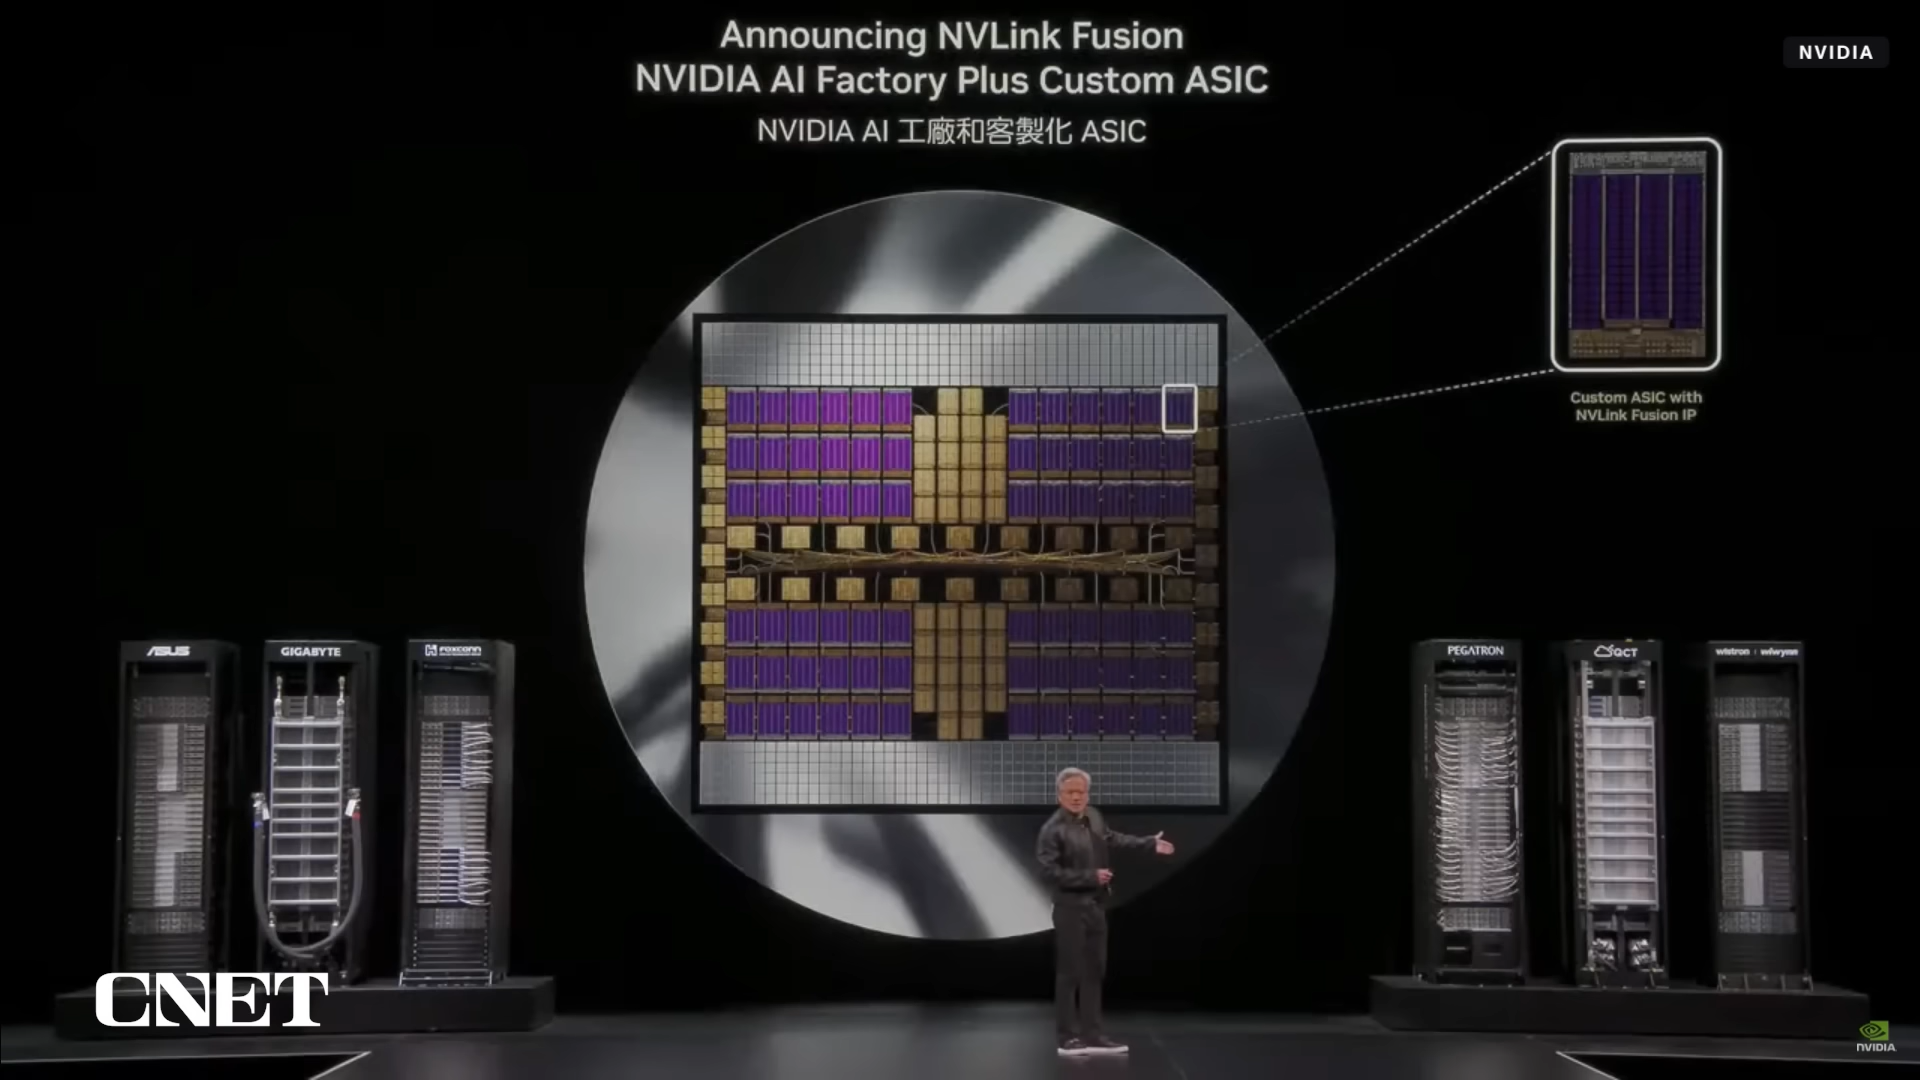 Announcing NVLink Fusion
NVIDIA AI Factory Plus Custom ASIC
NVIDIA AI 工廠和客製化 ASIC
NVIDIA
Custom ASIC with
NVLink Fusion IP
ASUS
GIGABYTE
FOXCONN
PEGATRON
QCT
wistron wiwynn
CNET
NVIDIA